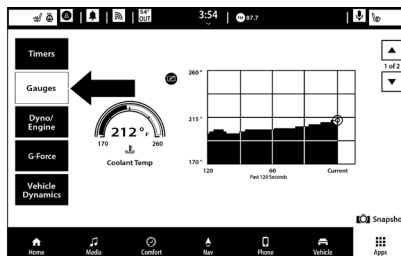 54°
OUT
3:54
FM 87.7
Timers
Gauges
Dyno/
Engine
G-Force
Vehicle
Dynamics
212°F
170
260
Coolant Temp
260°
215°
170°
120
60
Current
Past 120 Seconds
1 of 2
Snapsho
Home
Media
Comfort
Nav
Phone
Vehicle
Apps